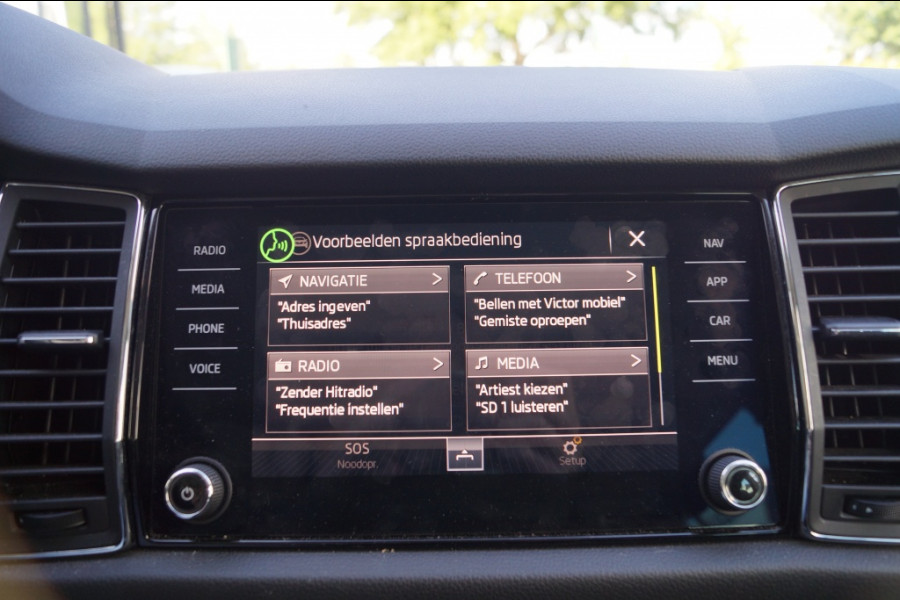 Voorbeelden spraakbediening
RADIO
MEDIA
PHONE
VOICE
NAVIGATIE
"Adres ingeven"
"Thuisadres"
TELEFOON
"Bellen met Victor mobiel"
"Gemiste oproepen"
RADIO
"Zender Hitradio"
"Frequentie instellen"
MEDIA
"Artiest kiezen"
"SD 1 luisteren"
SOS
Noodopr.
Setup
NAV
APP
CAR
MENU